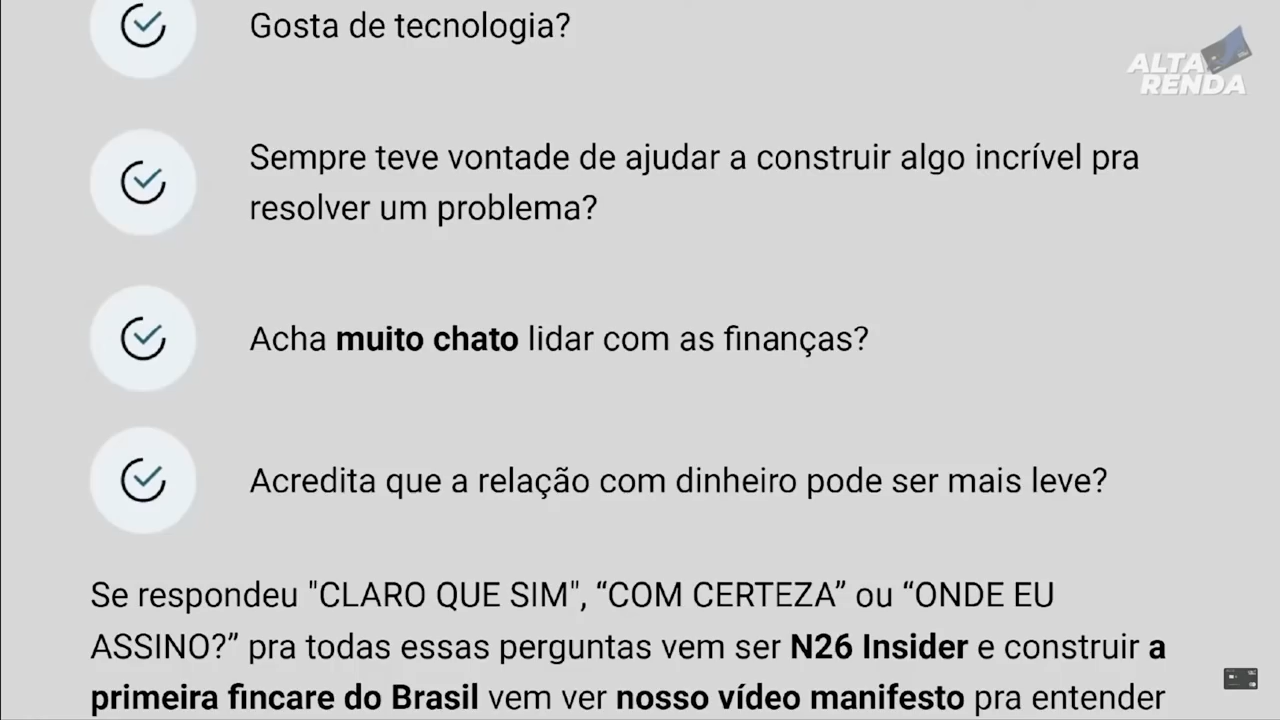 Gosta de tecnologia?
ALTA
RENDA
Sempre teve vontade de ajudar a construir algo incrível pra
resolver um problema?
Acha muito chato lidar com as finanças?
Acredita que a relação com dinheiro pode ser mais leve?
Se respondeu "CLARO QUE SIM", “COM CERTEZA” ou “ONDE EU
ASSINO?” pra todas essas perguntas vem ser N26 Insider e construir a
primeira fincare do Brasil vem ver nosso vídeo manifesto pra entender